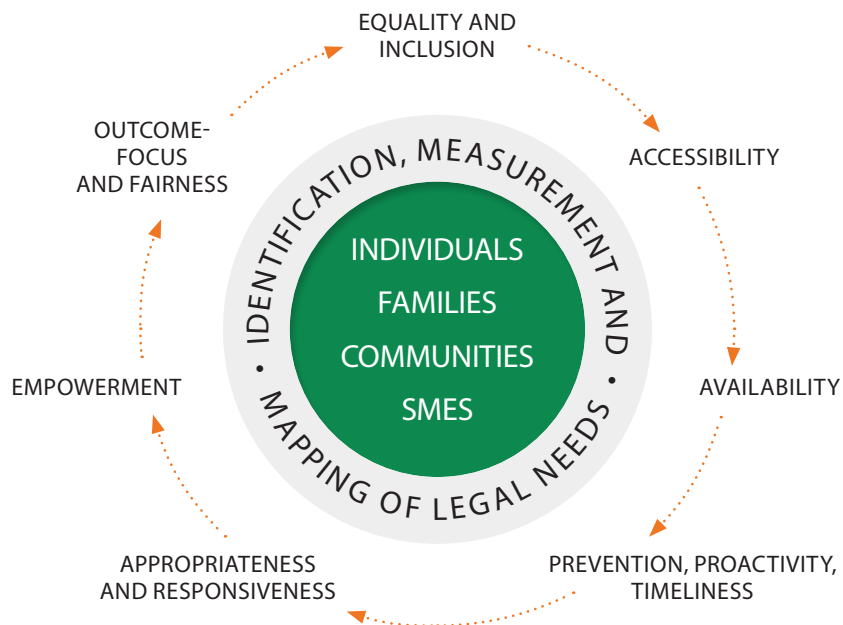 EQUALITY AND
INCLUSION
ACCESSIBILITY
AVAILABILITY
PREVENTION, PROACTIVITY,
TIMELINESS
APPROPRIATENESS
AND RESPONSIVENESS
EMPOWERMENT
OUTCOME-
FOCUS
AND FAIRNESS
• IDENTIFICATION, MEASUREMENT AND •
MAPPING OF LEGAL NEEDS
INDIVIDUALS
FAMILIES
COMMUNITIES
SMES